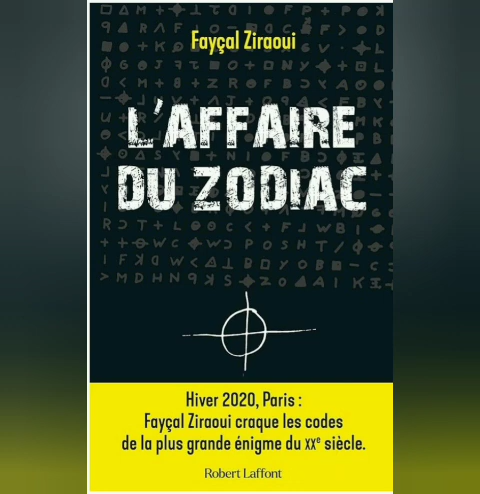 Fayçal Ziraoui
L'AFFAIRE
DU ZODIAC
Hiver 2020, Paris :
Fayçal Ziraoui craque les codes
de la plus grande énigme du XXe siècle.
Robert Laffont